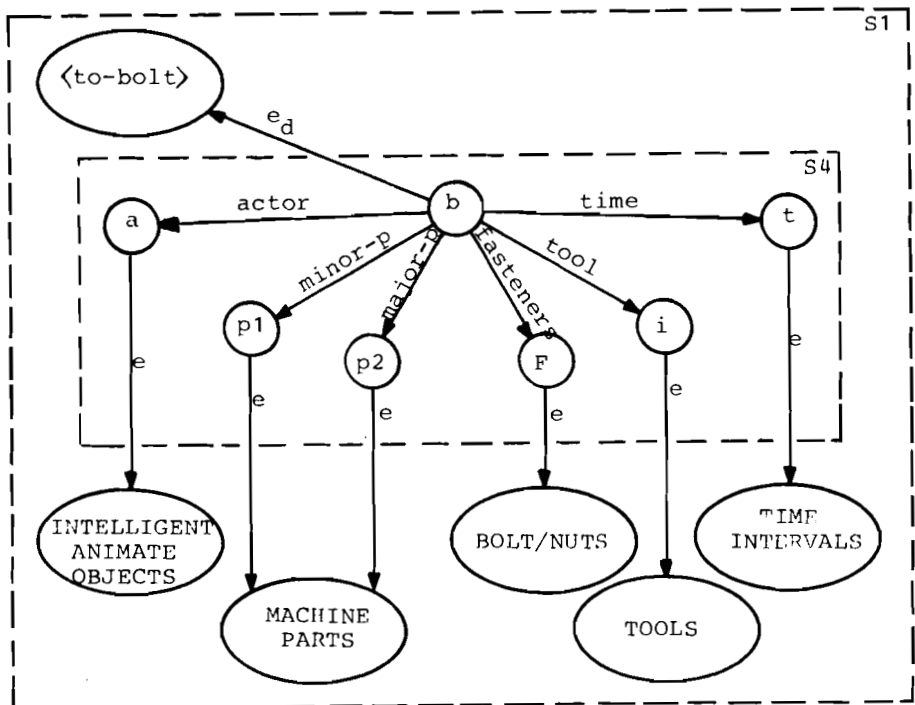 S1
⟨to-bolt⟩
e_d
S4
a
actor
b
time
t
minor-p
major-p
fasteners
tool
p1
p2
F
i
e
e
e
e
e
e
INTELLIGENT
ANIMATE
OBJECTS
MACHINE
PARTS
BOLT/NUTS
TOOLS
TIME
INTERVALS